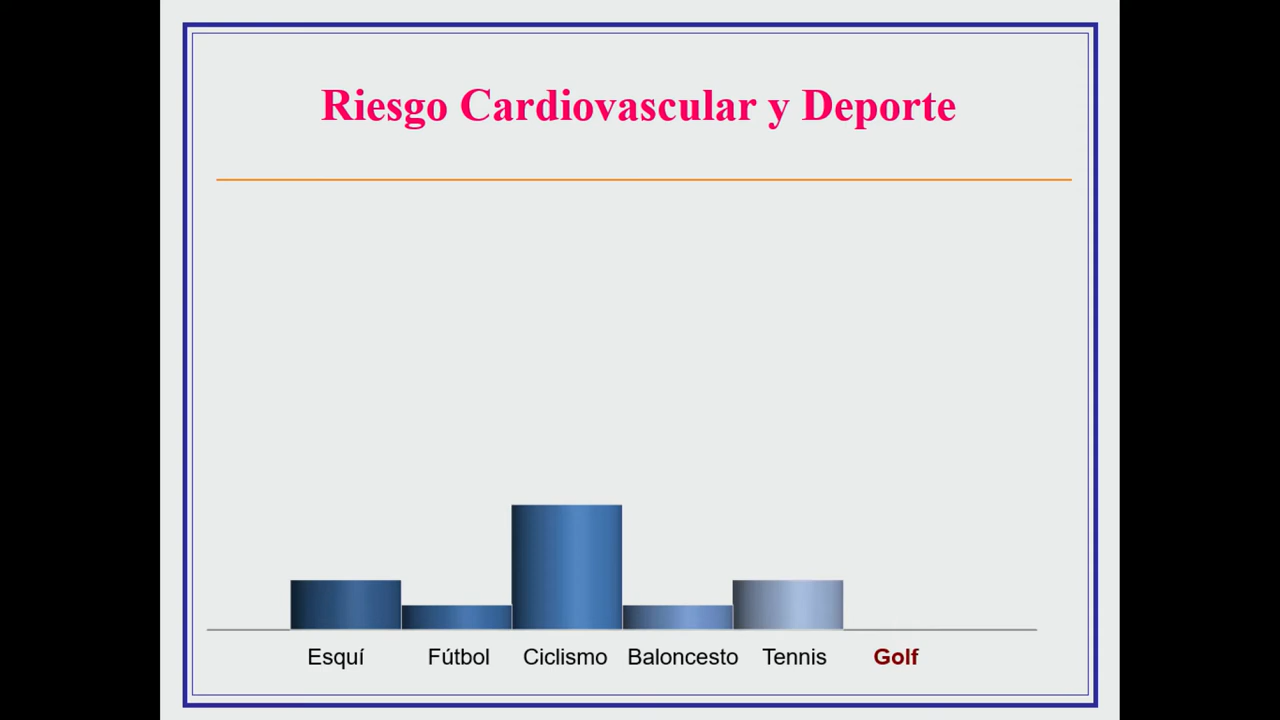 Riesgo Cardiovascular y Deporte
Esquí Fútbol Ciclismo Baloncesto Tennis Golf